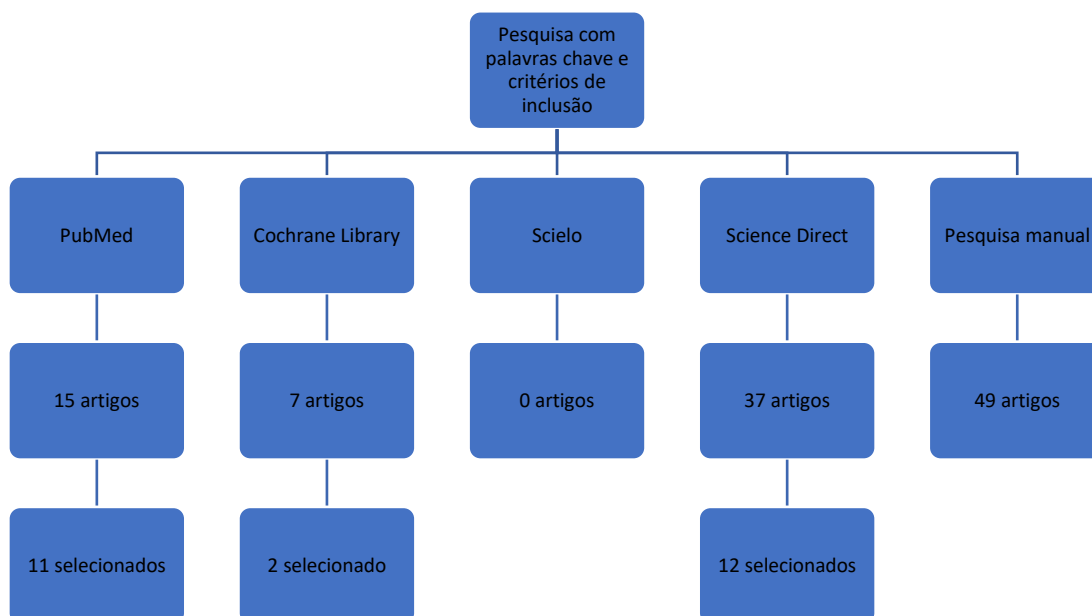 Pesquisa com
palavras chave e
critérios de
inclusão
PubMed
Cochrane Library
Scielo
Science Direct
Pesquisa manual
15 artigos
7 artigos
0 artigos
37 artigos
49 artigos
11 selecionados
2 selecionado
12 selecionados